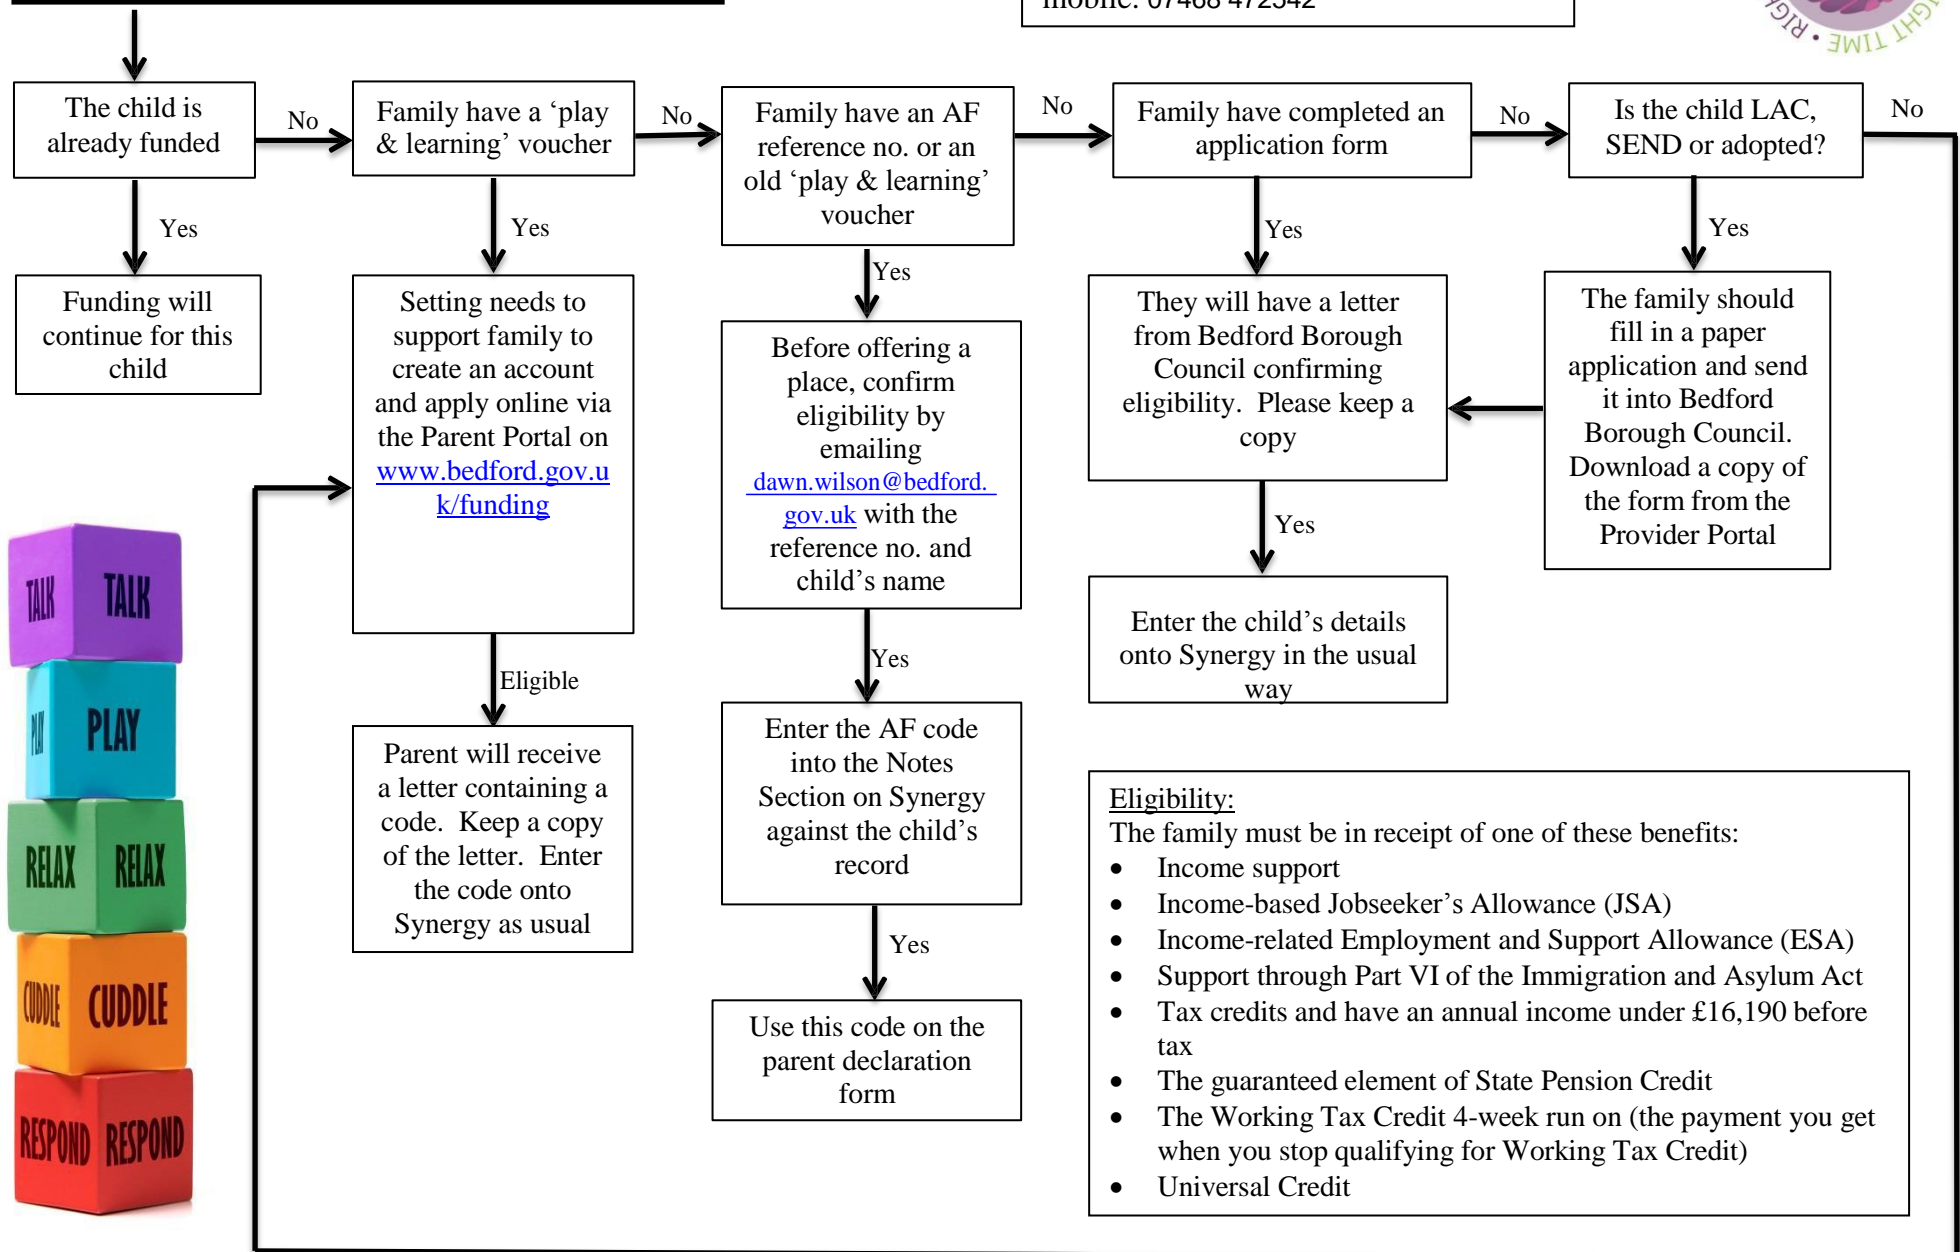 mobile: 07468 472542
RIGHT TIME • RIGH
The child is
already funded
No
Family have a ‘play
& learning’ voucher
No
Family have an AF
reference no. or an
old ‘play & learning’
voucher
No
Family have completed an
application form
No
Is the child LAC,
SEND or adopted?
No
Yes
Yes
Yes
Yes
Yes
Funding will
continue for this
child
Setting needs to
support family to
create an account
and apply online via
the Parent Portal on
www.bedford.gov.u
k/funding
Before offering a
place, confirm
eligibility by
emailing
dawn.wilson@bedford.
gov.uk with the
reference no. and
child’s name
They will have a letter
from Bedford Borough
Council confirming
eligibility.  Please keep a
copy
The family should
fill in a paper
application and send
it into Bedford
Borough Council.
Download a copy of
the form from the
Provider Portal
Yes
Enter the child’s details
onto Synergy in the usual
way
Eligible
Yes
Parent will receive
a letter containing a
code.  Keep a copy
of the letter.  Enter
the code onto
Synergy as usual
Enter the AF code
into the Notes
Section on Synergy
against the child’s
record
Yes
Use this code on the
parent declaration
form
Eligibility:
The family must be in receipt of one of these benefits:
• Income support
• Income-based Jobseeker’s Allowance (JSA)
• Income-related Employment and Support Allowance (ESA)
• Support through Part VI of the Immigration and Asylum Act
• Tax credits and have an annual income under £16,190 before
tax
• The guaranteed element of State Pension Credit
• The Working Tax Credit 4-week run on (the payment you get
when you stop qualifying for Working Tax Credit)
• Universal Credit
TALK TALK
PLAY PLAY
RELAX RELAX
CUDDLE CUDDLE
RESPOND RESPOND